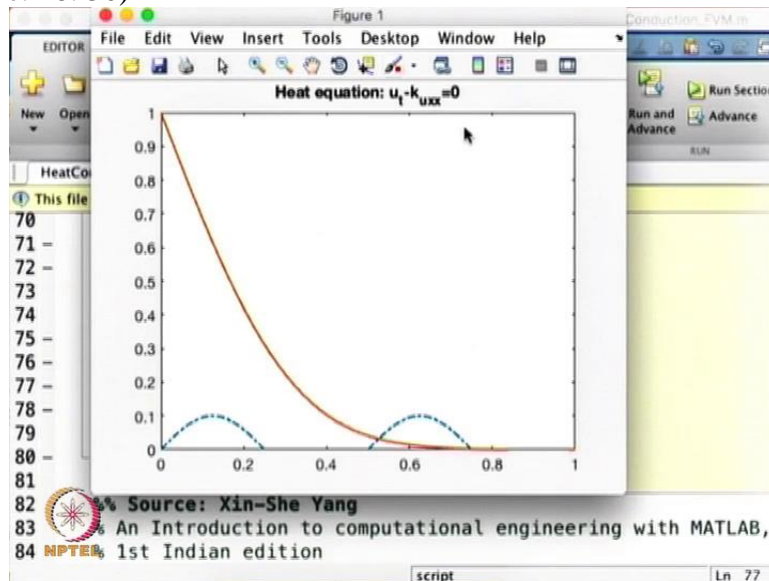 Figure 1
Conduction_FVM.m
EDITOR
File Edit View Insert Tools Desktop Window Help
New
Open
Run and Advance
Run Section
Advance
RUN
HeatCo
This file
Heat equation: u_t-k_uxx=0
1
0.9
0.8
0.7
0.6
0.5
0.4
0.3
0.2
0.1
0
0 0.2 0.4 0.6 0.8 1
70
71 -
72 -
73
74
75 -
76 -
77 -
78 -
79
80 -
81
82 %% Source: Xin-She Yang
83 % An Introduction to computational engineering with MATLAB,
84 % 1st Indian edition
NPTEL
script
Ln 77